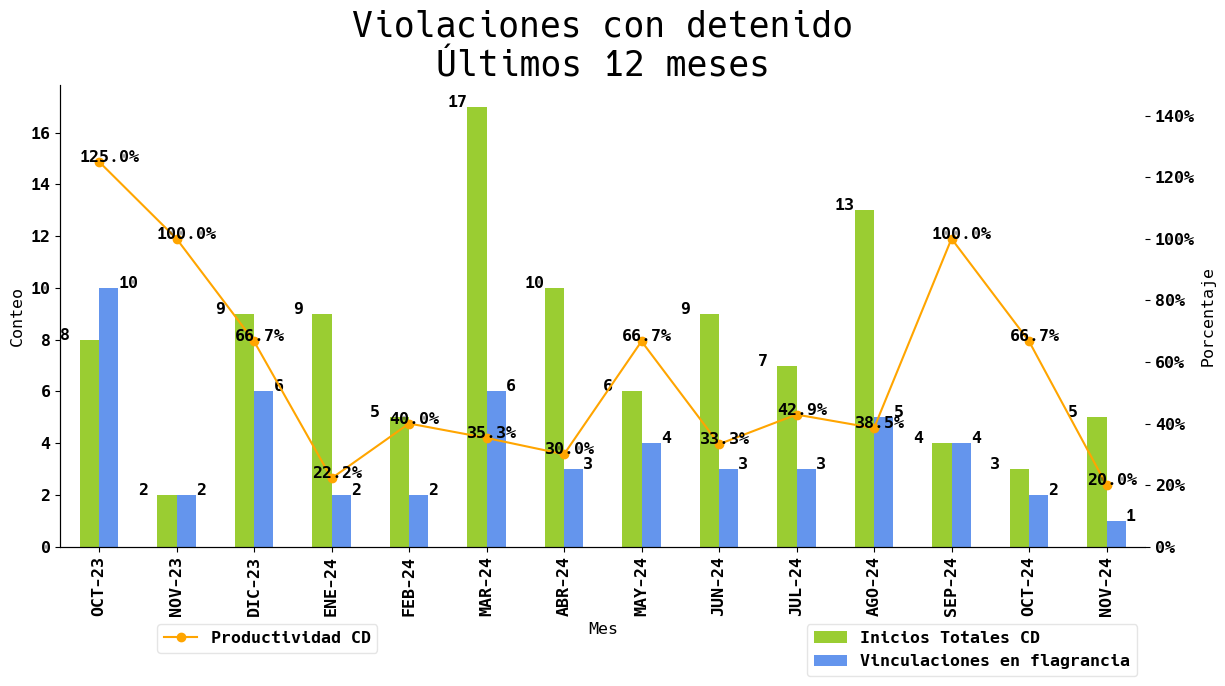 Violaciones con detenido
Últimos 12 meses
Conteo
16
14
12
10
8
6
4
2
0
140%
120%
100%
80%
60%
40%
20%
0%
Porcentaje
8
2
9
9
5
17
10
6
9
7
13
4
3
5
10
2
6
2
2
6
3
4
3
3
5
4
2
1
125.0%
100.0%
66.7%
22.2%
40.0%
35.3%
30.0%
66.7%
33.3%
42.9%
38.5%
100.0%
66.7%
20.0%
OCT-23
NOV-23
DIC-23
ENE-24
FEB-24
MAR-24
ABR-24
MAY-24
JUN-24
JUL-24
AGO-24
SEP-24
OCT-24
NOV-24
Mes
Productividad CD
Inicios Totales CD
Vinculaciones en flagrancia